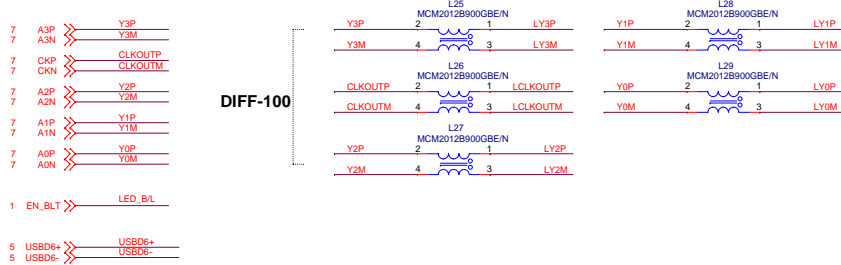 7 A3P Y3P
7 A3N Y3M
7 CKP CLKOUTP
7 CKN CLKOUTM
7 A2P Y2P
7 A2N Y2M
7 A1P Y1P
7 A1N Y1M
7 A0P Y0P
7 A0N Y0M
1 EN_BLT LED_B/L
5 USBD6+ USBD6+
5 USBD6- USBD6-
DIFF-100
L25
MCM2012B900GBE/N
Y3P 2 1 LY3P
Y3M 4 3 LY3M
L26
MCM2012B900GBE/N
CLKOUTP 2 1 LCLKOUTP
CLKOUTM 4 3 LCLKOUTM
L27
MCM2012B900GBE/N
Y2P 2 1 LY2P
Y2M 4 3 LY2M
L28
MCM2012B900GBE/N
Y1P 2 1 LY1P
Y1M 4 3 LY1M
L29
MCM2012B900GBE/N
Y0P 2 1 LY0P
Y0M 4 3 LY0M